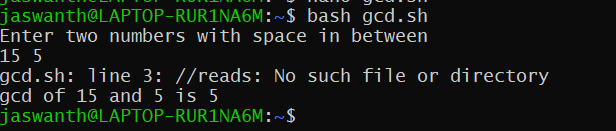 jaswanth@LAPTOP-RUR1NA6M:~$ nano gcd.sh
jaswanth@LAPTOP-RUR1NA6M:~$ bash gcd.sh
Enter two numbers with space in between
15 5
gcd.sh: line 3: //reads: No such file or directory
gcd of 15 and 5 is 5
jaswanth@LAPTOP-RUR1NA6M:~$